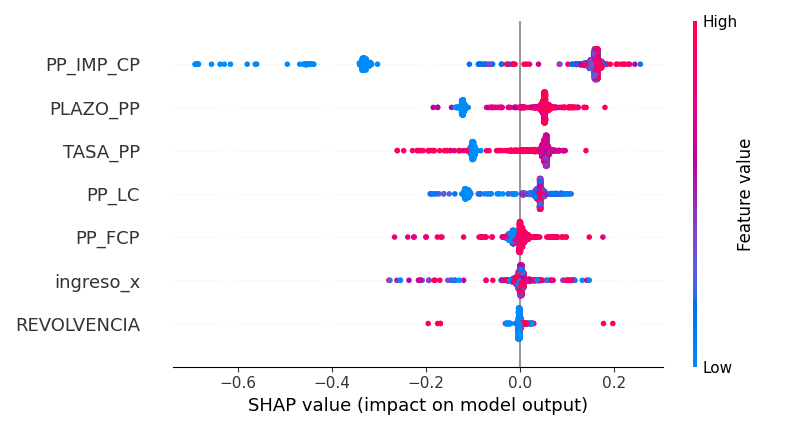 High
PP_IMP_CP
PLAZO_PP
TASA_PP
PP_LC
PP_FCP
ingreso_x
REVOLVENCIA
Feature value
Low
−0.6
−0.4
−0.2
0.0
0.2
SHAP value (impact on model output)